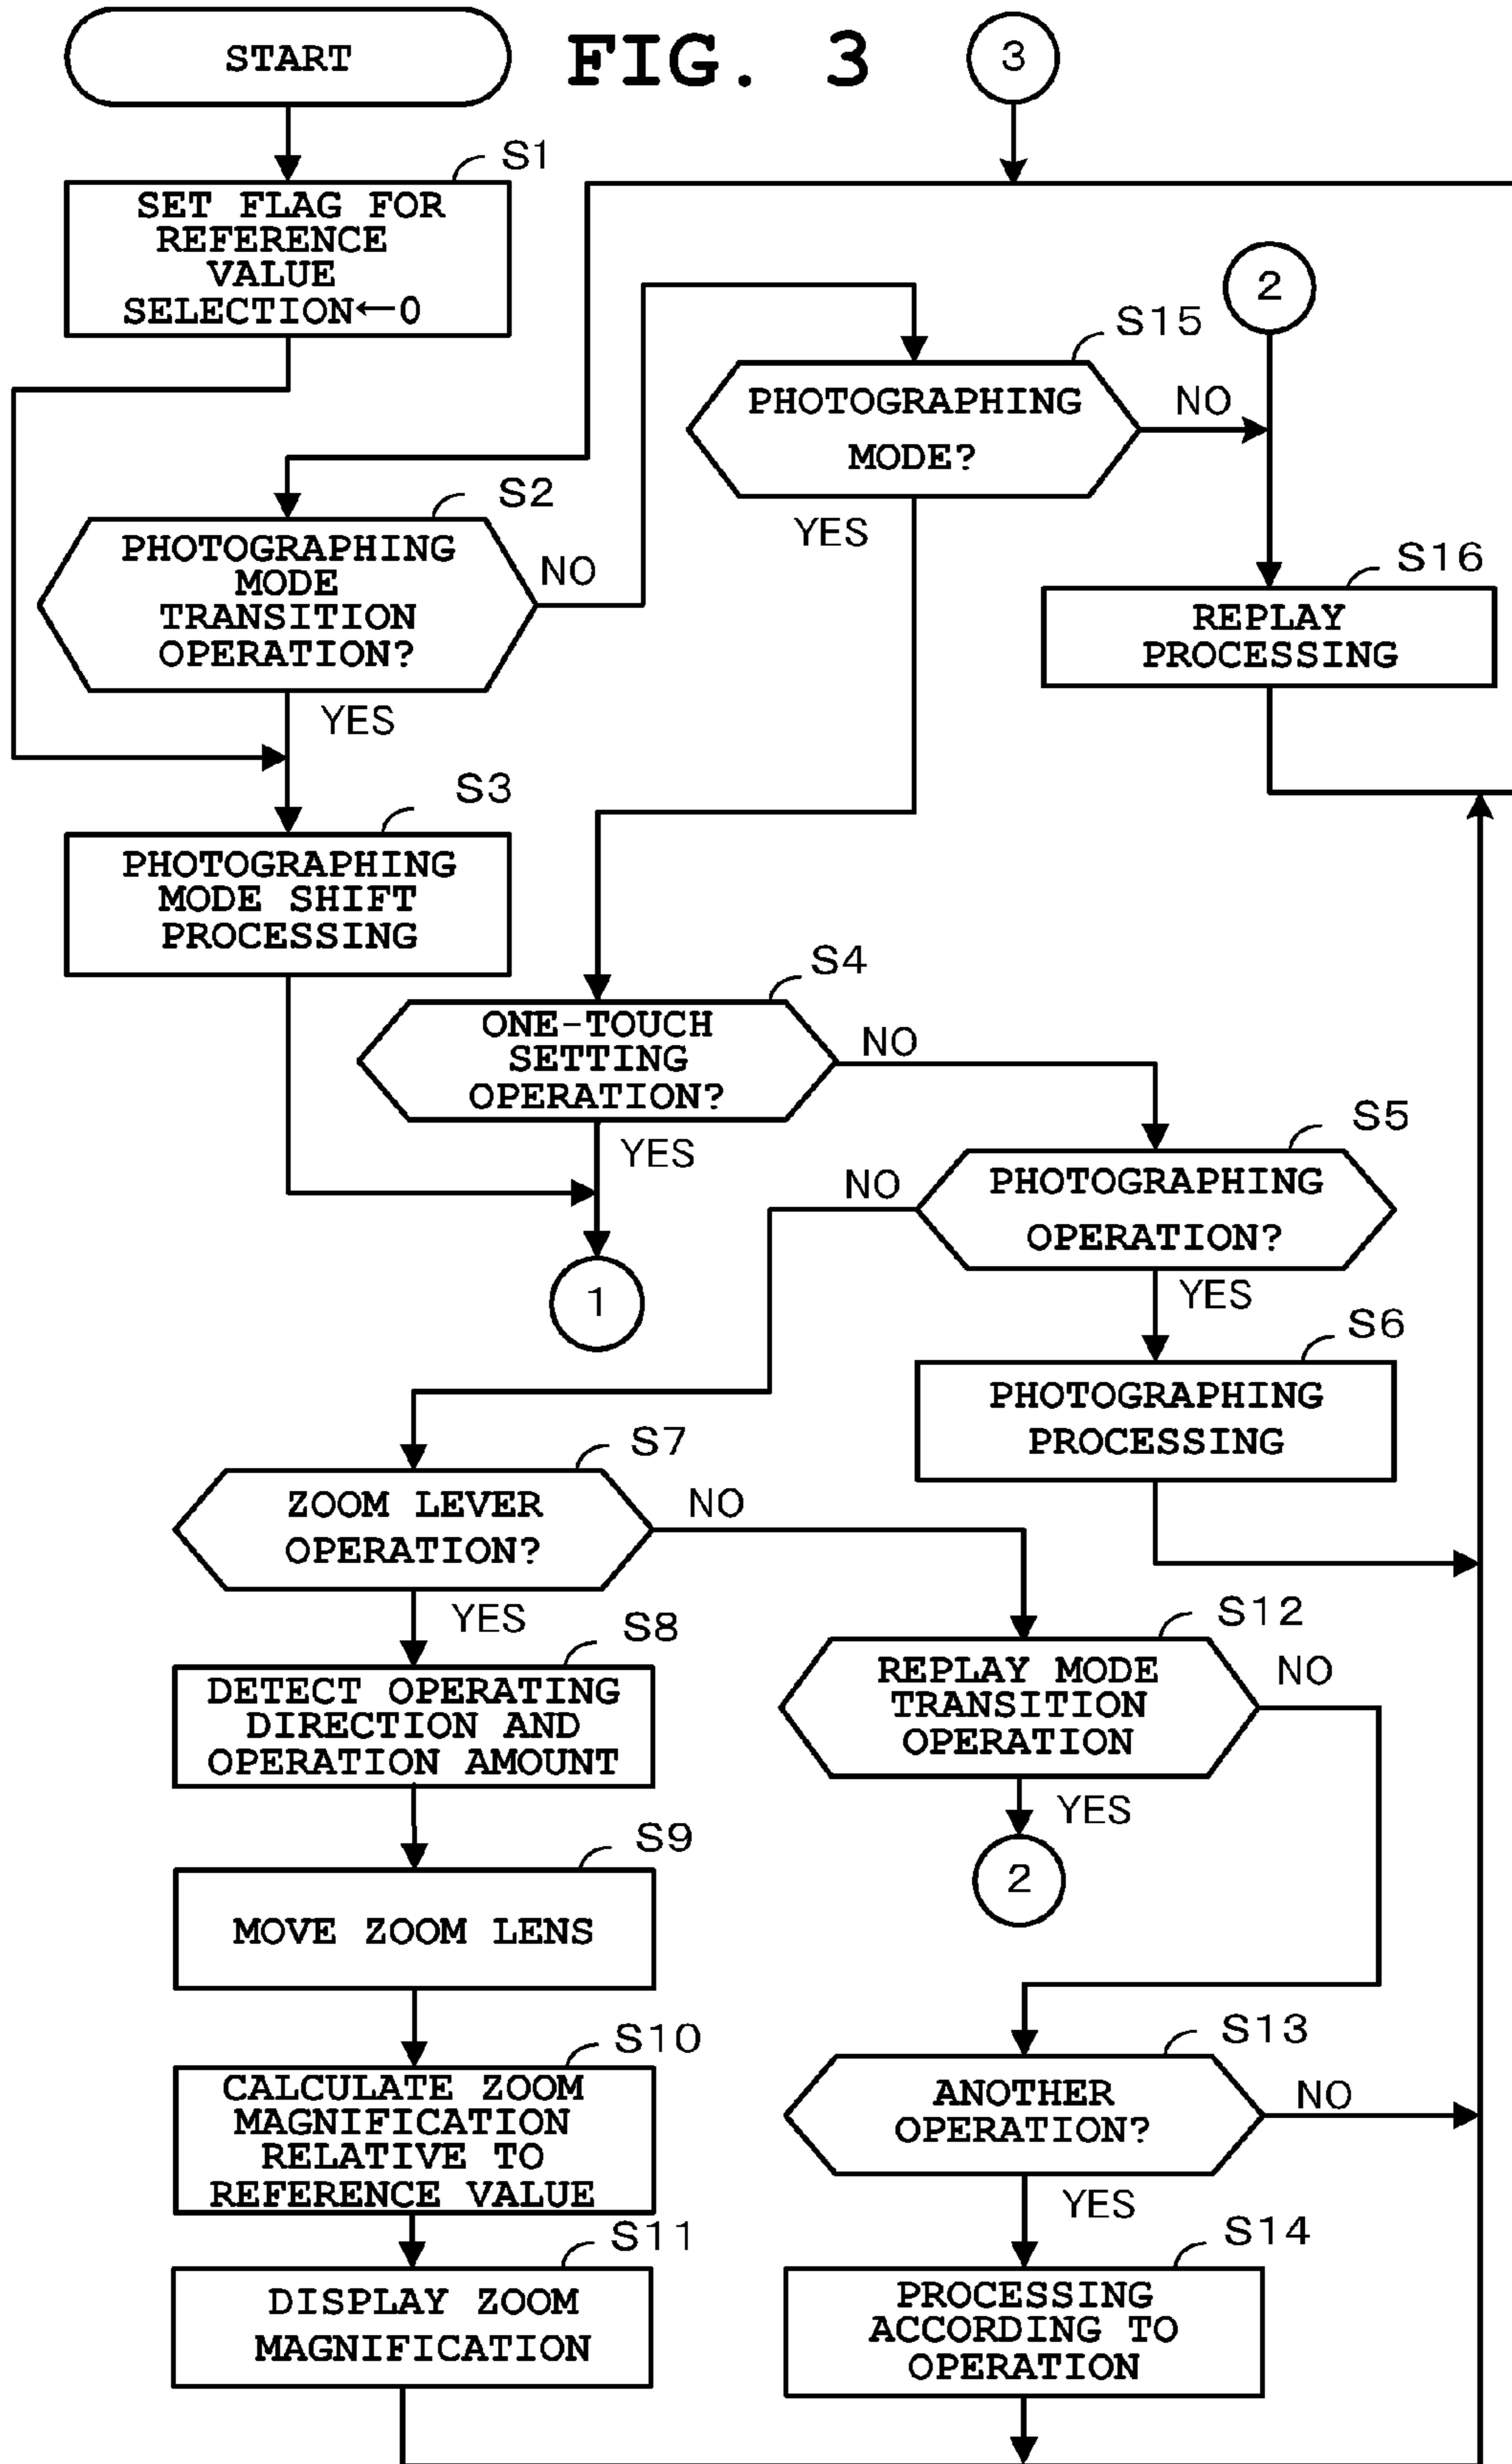 FIG. 3
START
3
S1
SET FLAG FOR
REFERENCE
VALUE
SELECTION←0
2
S15
PHOTOGRAPHING
MODE?
NO
YES
S2
PHOTOGRAPHING
MODE
TRANSITION
OPERATION?
NO
YES
S16
REPLAY
PROCESSING
S3
PHOTOGRAPHING
MODE SHIFT
PROCESSING
S4
ONE-TOUCH
SETTING
OPERATION?
NO
YES
1
S5
PHOTOGRAPHING
OPERATION?
NO
YES
S6
PHOTOGRAPHING
PROCESSING
S7
ZOOM LEVER
OPERATION?
NO
YES
S8
DETECT OPERATING
DIRECTION AND
OPERATION AMOUNT
S12
REPLAY MODE
TRANSITION
OPERATION
NO
YES
2
S9
MOVE ZOOM LENS
S10
CALCULATE ZOOM
MAGNIFICATION
RELATIVE TO
REFERENCE VALUE
S13
ANOTHER
OPERATION?
NO
YES
S11
DISPLAY ZOOM
MAGNIFICATION
S14
PROCESSING
ACCORDING TO
OPERATION